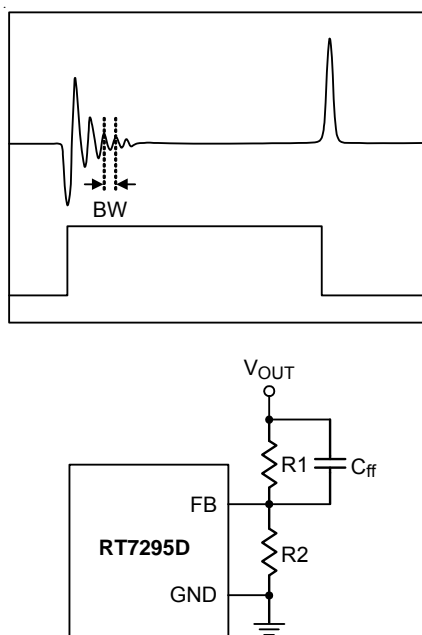 BW
VOUT
R1
Cff
FB
RT7295D
R2
GND